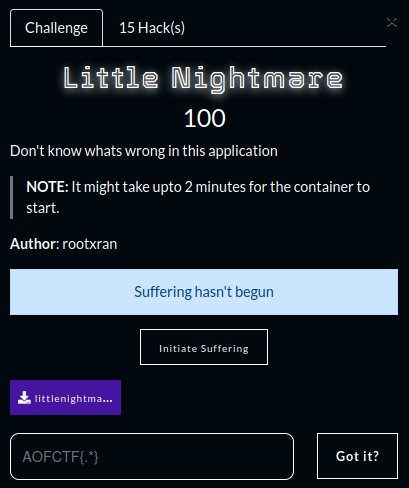 Challenge 15 Hack(s)
Little Nightmare
100
Don't know whats wrong in this application
NOTE: It might take upto 2 minutes for the container to
start.
Author: rootxran
Suffering hasn't begun
Initiate Suffering
littlenightma...
AOFCTF{.*}
Got it?